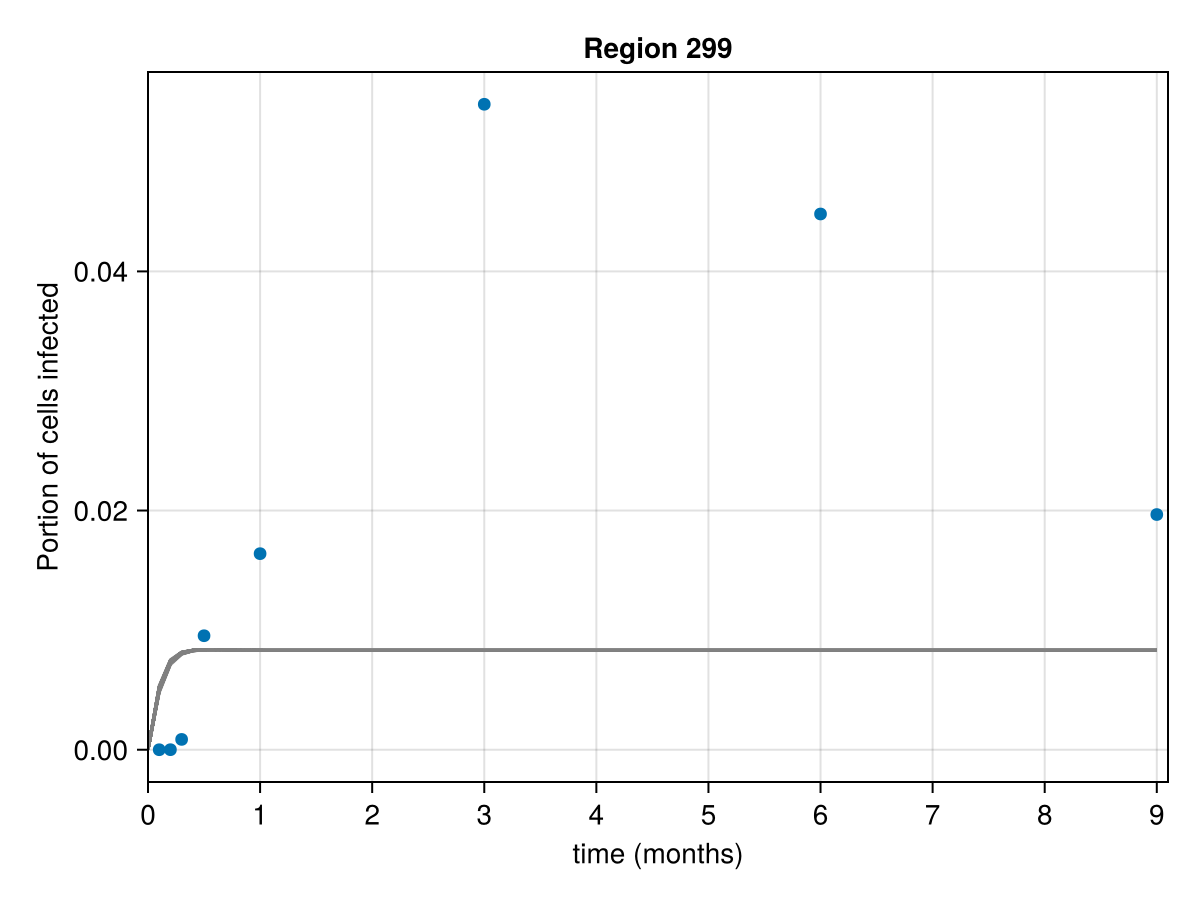 Region 299
Portion of cells infected
0.04
0.02
0.00
0 1 2 3 4 5 6 7 8 9
time (months)